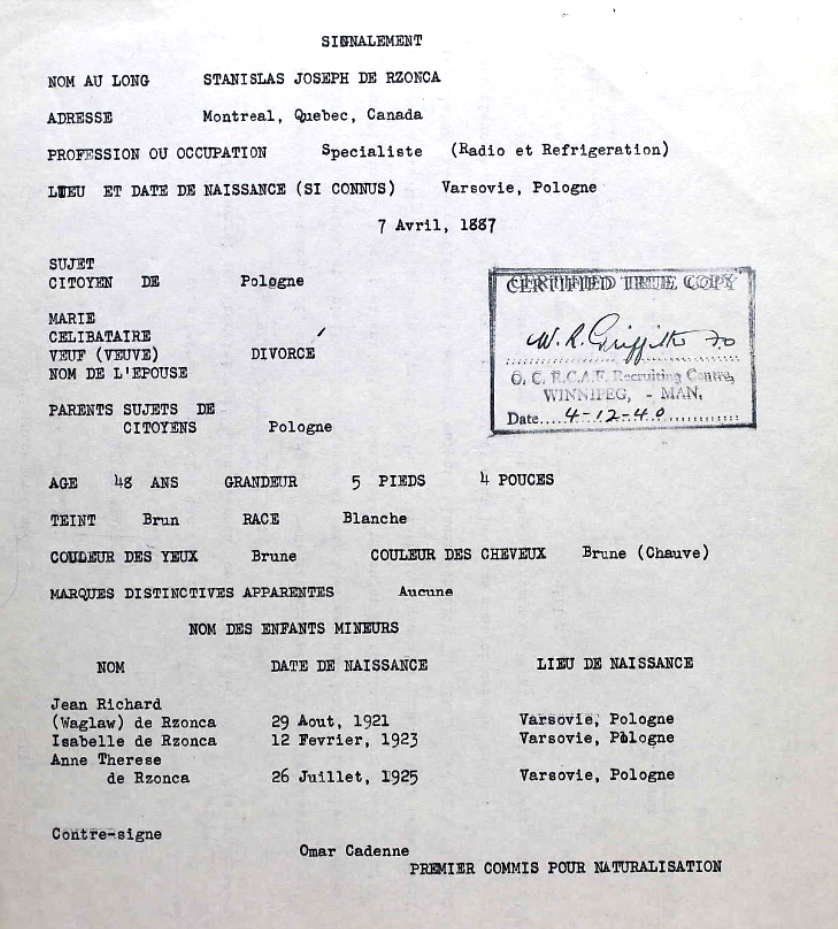 SIGNALEMENT
NOM AU LONG STANISLAS JOSEPH DE RZONCA
ADRESSE Montreal, Quebec, Canada
PROFESSION OU OCCUPATION Specialiste (Radio et Refrigeration)
LIEU ET DATE DE NAISSANCE (SI CONNUS) Varsovie, Pologne
7 Avril, 1887
SUJET
CITOYEN DE Pologne
MARIE
CELIBATAIRE
VEUF (VEUVE) DIVORCE
NOM DE L'EPOUSE
CERTIFIED TRUE COPY
W. R. Griffith F/O
O. C. R.C.A.F. Recruiting Centre,
WINNIPEG, - MAN.
Date....4-12-40............
PARENTS SUJETS DE
CITOYENS Pologne
AGE 48 ANS GRANDEUR 5 PIEDS 4 POUCES
TEINT Brun RACE Blanche
COULEUR DES YEUX Brune COULEUR DES CHEVEUX Brune (Chauve)
MARQUES DISTINCTIVES APPARENTES Aucune
NOM DES ENFANTS MINEURS
NOM DATE DE NAISSANCE LIEU DE NAISSANCE
Jean Richard
(Waglaw) de Rzonca 29 Aout, 1921 Varsovie, Pologne
Isabelle de Rzonca 12 Fevrier, 1923 Varsovie, Pologne
Anne Therese
de Rzonca 26 Juillet, 1925 Varsovie, Pologne
Contre-signe
Omar Cadenne
PREMIER COMMIS POUR NATURALISATION